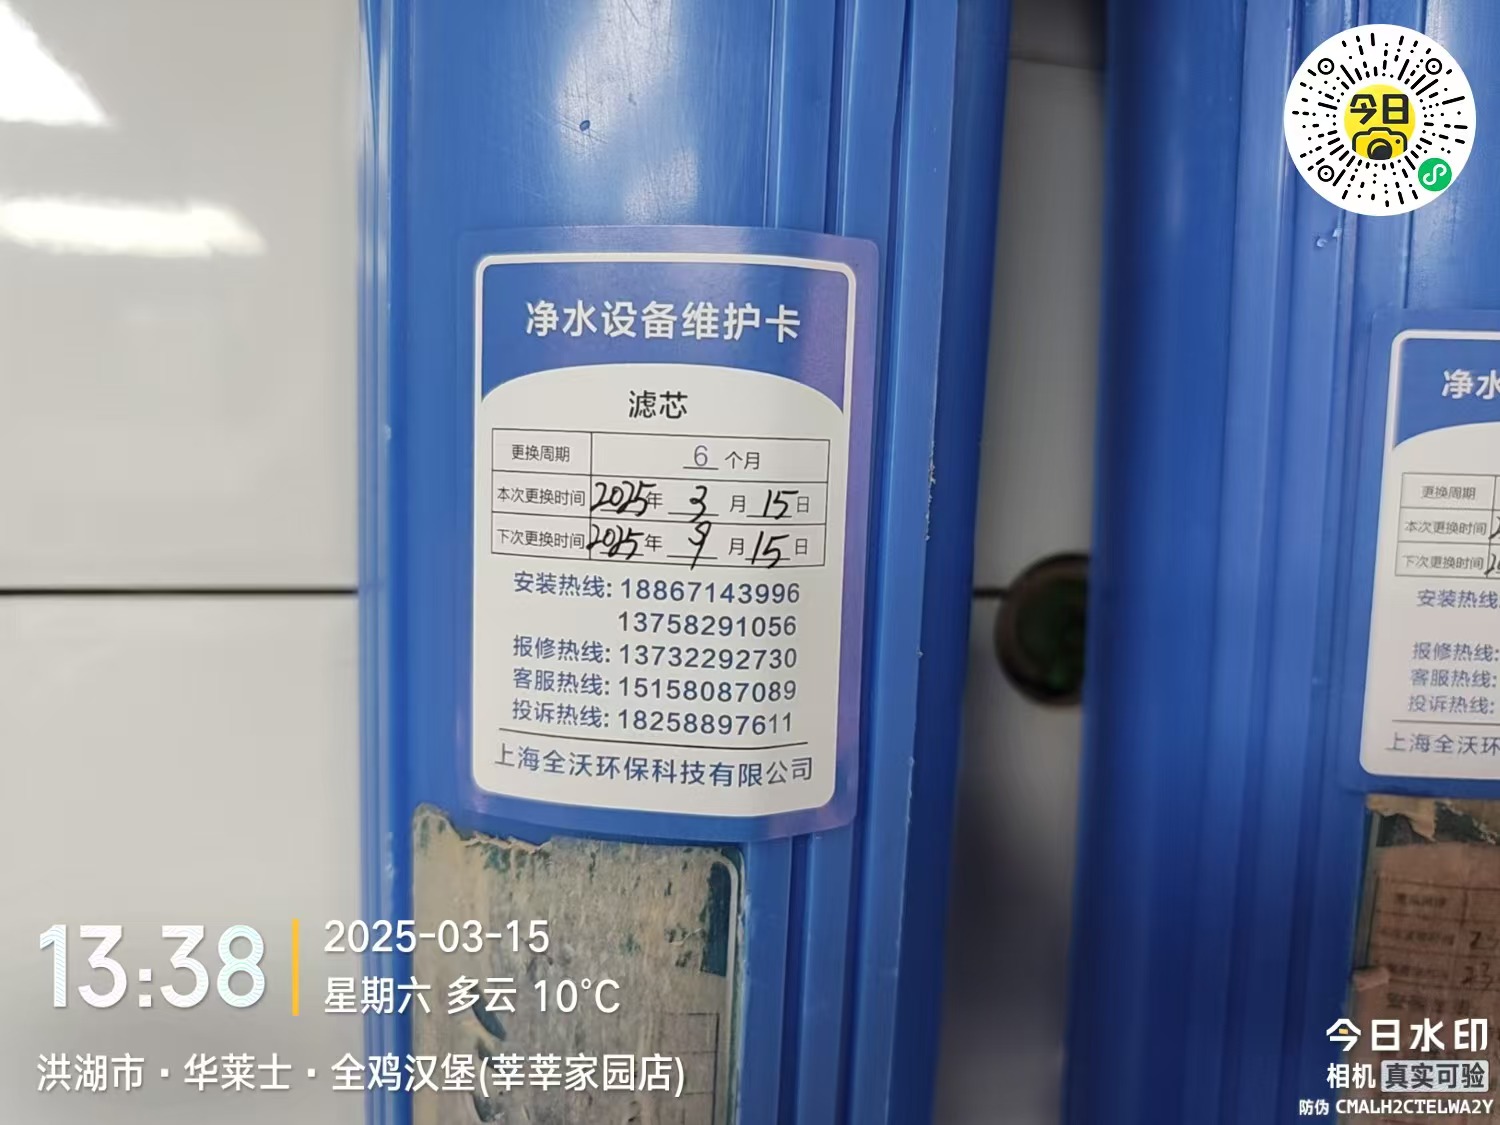 今日
净水设备维护卡
滤芯
更换周期 6 个月
本次更换时间 2025年 3 月 15日
下次更换时间 2025年 9 月 15日
安装热线: 18867143996
13758291056
报修热线: 13732292730
客服热线: 15158087089
投诉热线: 18258897611
上海全沃环保科技有限公司
净水
更换周期
本次更换时间
下次更换时间
安装热线
报修热线:
客服热线:
投诉热线:
上海全沃环
13:38
2025-03-15
星期六 多云 10°C
洪湖市·华莱士·全鸡汉堡(莘莘家园店)
今日水印
相机 真实可验
防伪 CMALH2CTELWA2Y